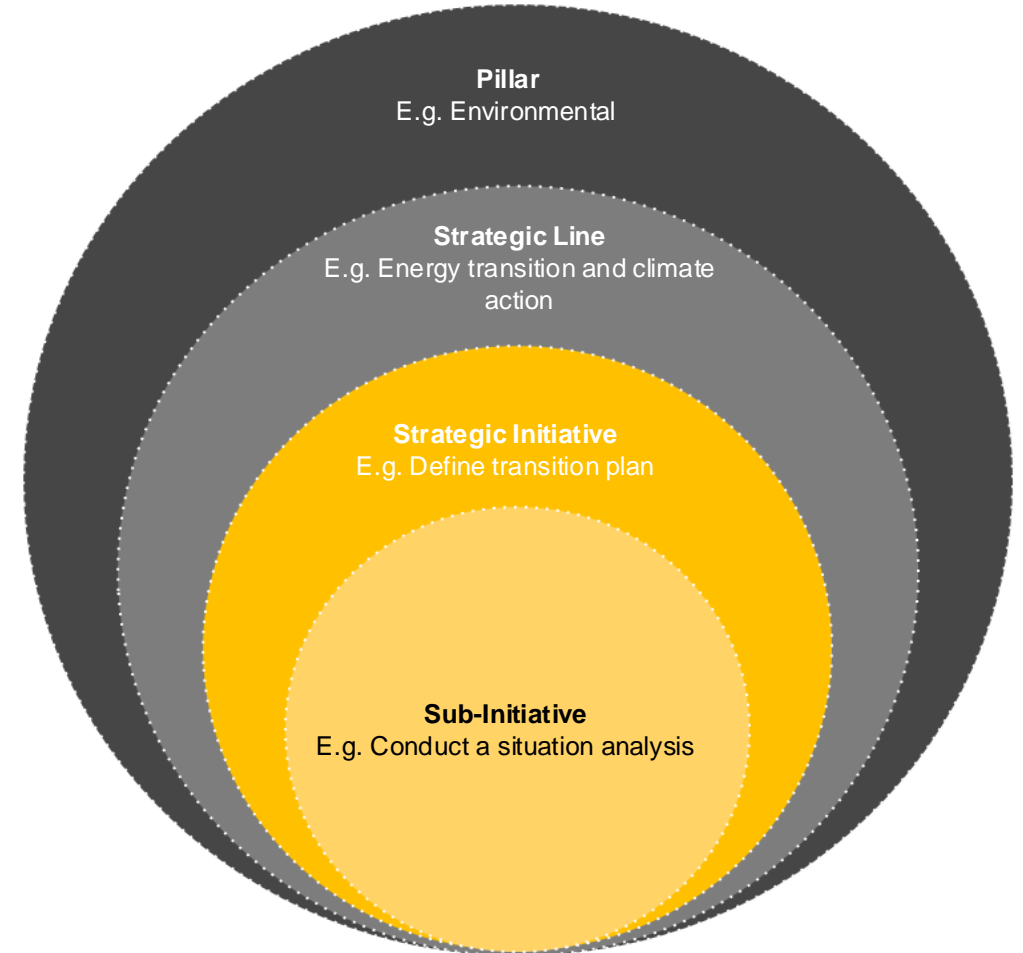 Pillar
E.g. Environmental
Strategic Line
E.g. Energy transition and climate
action
Strategic Initiative
E.g. Define transition plan
Sub-Initiative
E.g. Conduct a situation analysis